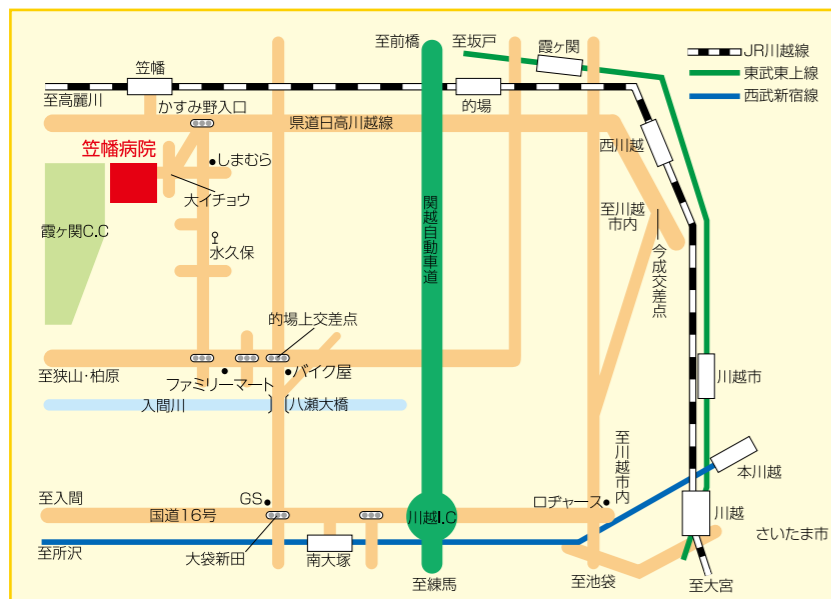 至前橋
至坂戸
霞ヶ関
JR川越線
東武東上線
西武新宿線
笠幡
至高麗川
かすみ野入口
的場
県道日高川越線
西川越
笠幡病院
しまむら
大イチョウ
関越自動車道
至川越
市内
霞ヶ関C.C
水久保
今成交差点
的場上交差点
至狭山・柏原
ファミリーマート
バイク屋
川越市
入間川
八瀬大橋
至川越市内
本川越
至入間
GS
ロヂャース
国道16号
川越I.C
川越
さいたま市
至所沢
大袋新田
南大塚
至練馬
至池袋
至大宮